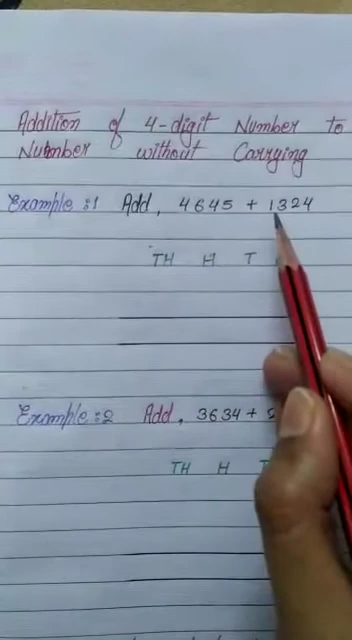 Addition of 4-digit Number to
Number without Carrying
Example :1 Add, 4645 + 1324
TH H T
Example :2 Add, 3634 +
TH H